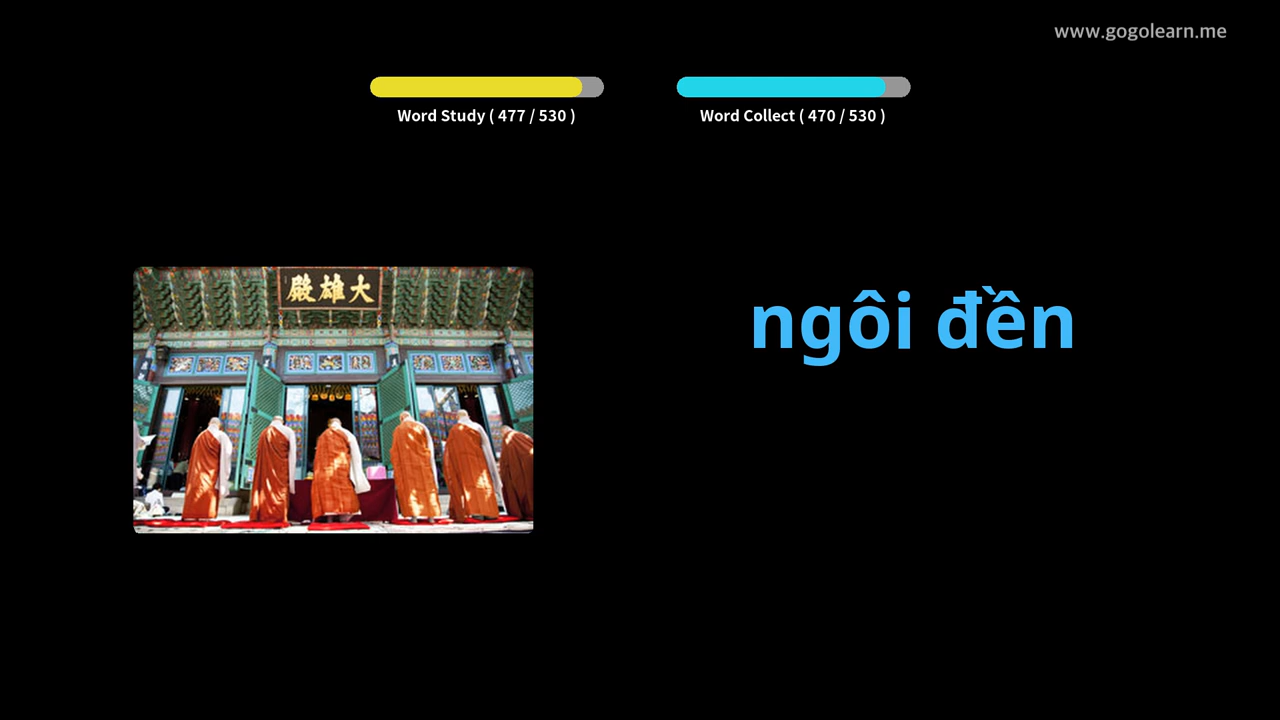 www.gogolearn.me
Word Study ( 477 / 530 )
Word Collect ( 470 / 530 )
殿雄大
ngôi đền